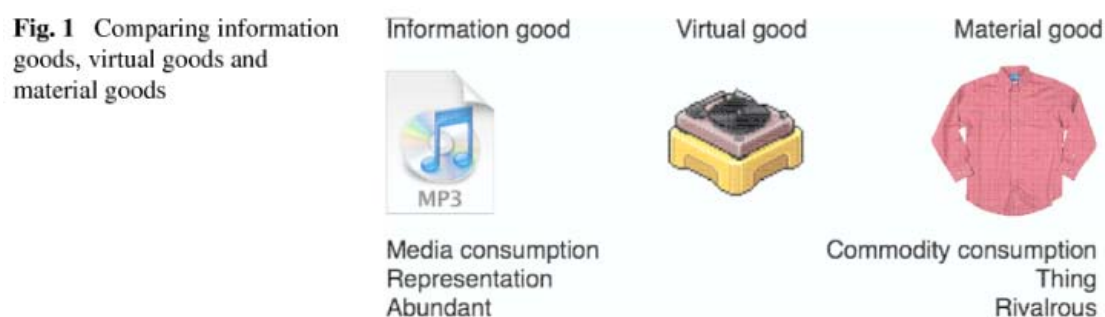 Fig. 1 Comparing information
goods, virtual goods and
material goods
Information good
Virtual good
Material good
MP3
Media consumption
Representation
Abundant
Commodity consumption
Thing
Rivalrous